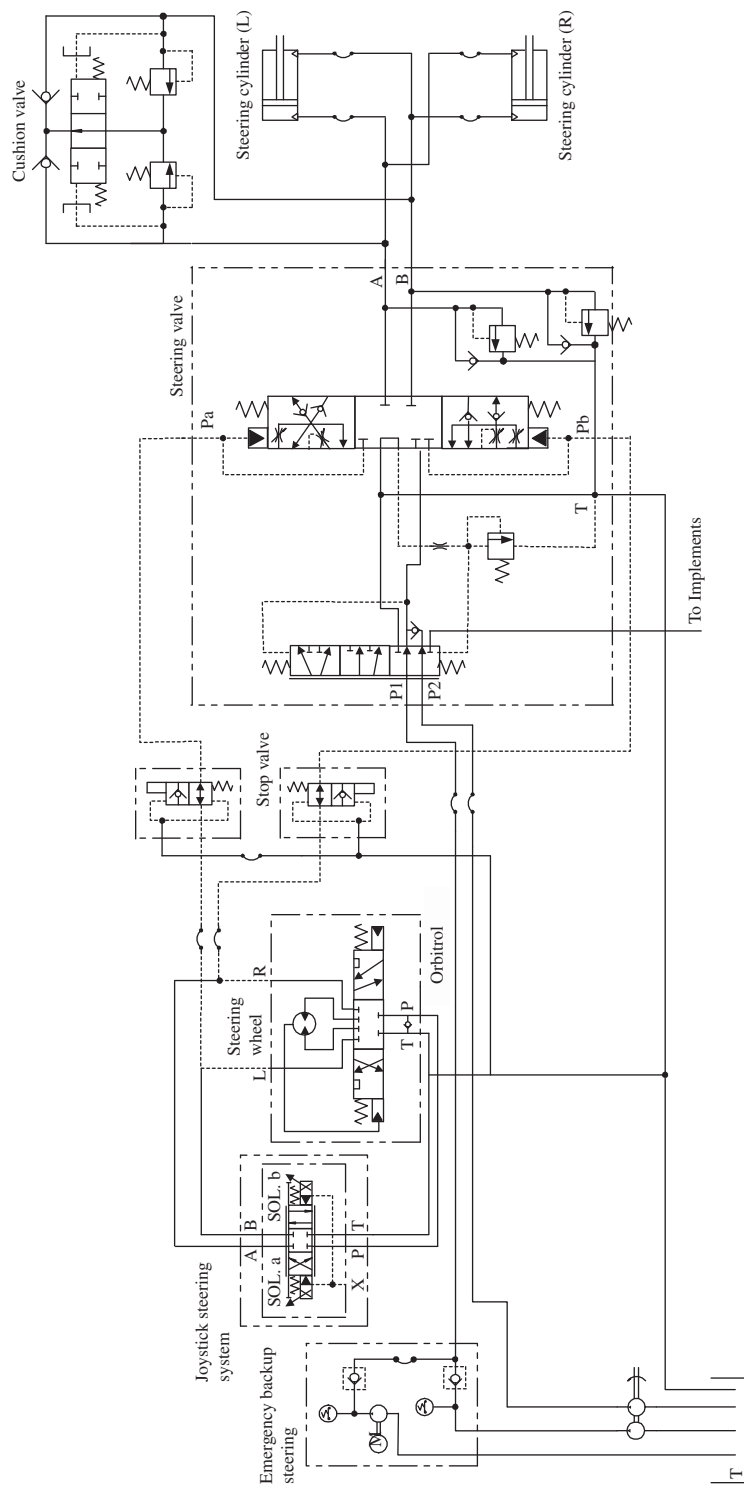 Cushion valve
Steering cylinder (L)
Steering cylinder (R)
Steering valve
A
B
Pa
Pb
T
P1
P2
To Implements
Stop valve
Steering
wheel
L
R
T
P
Orbitrol
Joystick steering
system
SOL. a
SOL. b
A
B
X
P
T
Emergency backup
steering
M
T